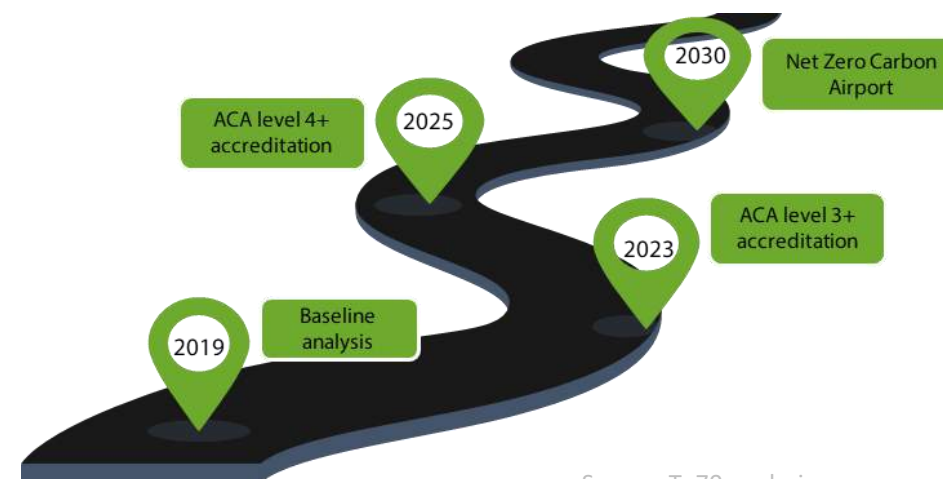 2030
Net Zero Carbon
Airport
ACA level 4+
accreditation
2025
ACA level 3+
accreditation
2023
Baseline
analysis
2019